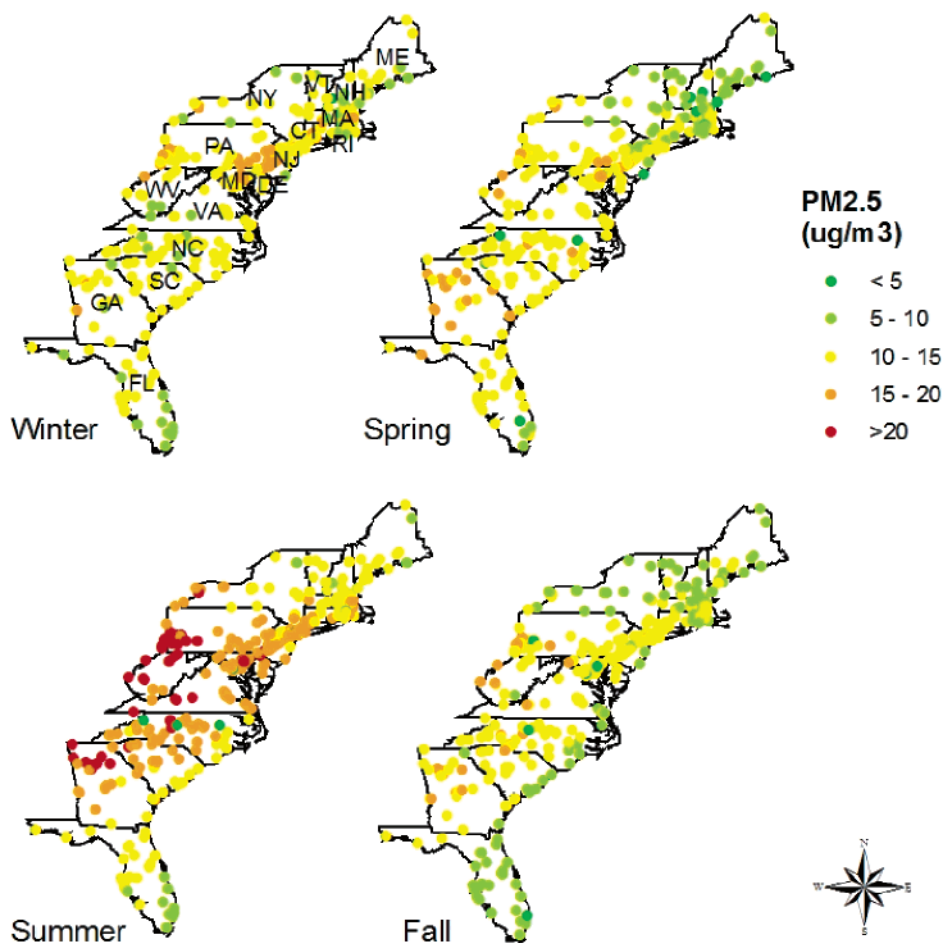 ME
VT
NH
NY
MA
CT
RI
PA
NJ
MD
DE
WV
VA
NC
SC
GA
FL
Winter
Spring
PM2.5
(ug/m3)
< 5
5 - 10
10 - 15
15 - 20
>20
Summer
Fall
N
W
E
S